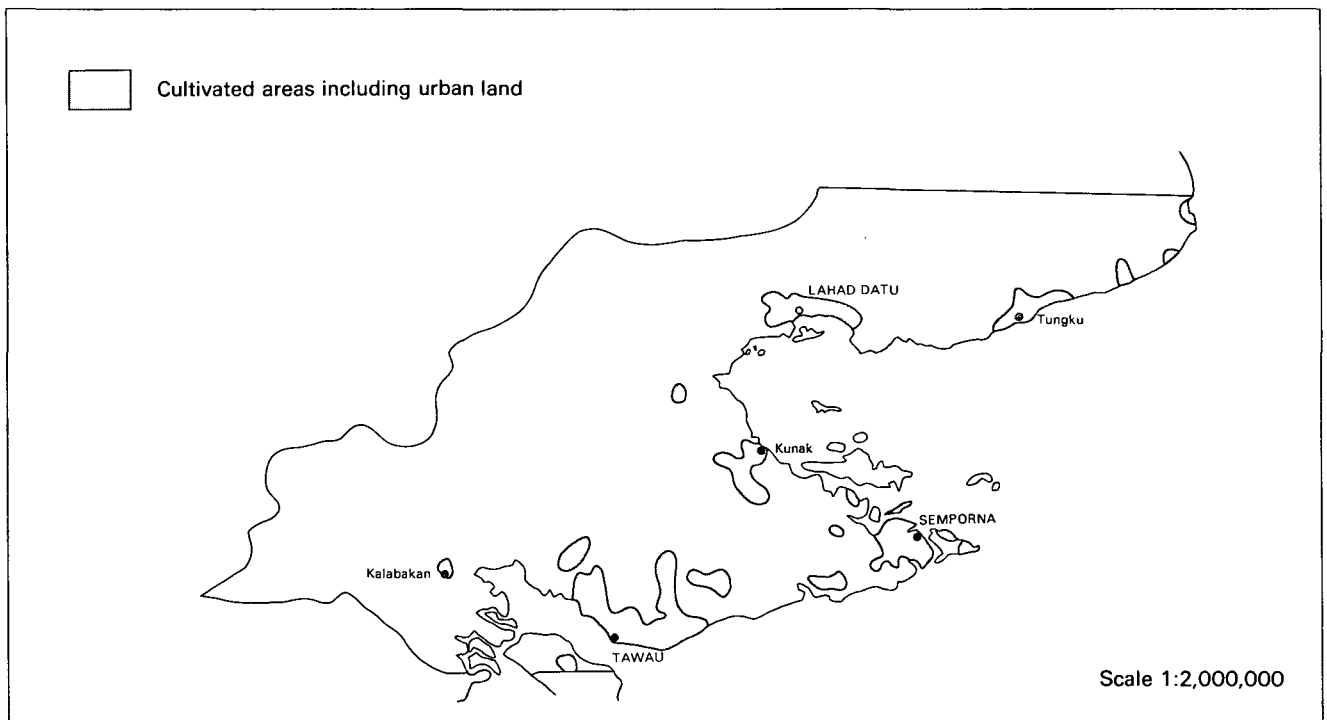 Cultivated areas including urban land
LAHAD DATU
Tungku
Kunak
SEMPORNA
Kalabakan
TAWAU
Scale 1:2,000,000